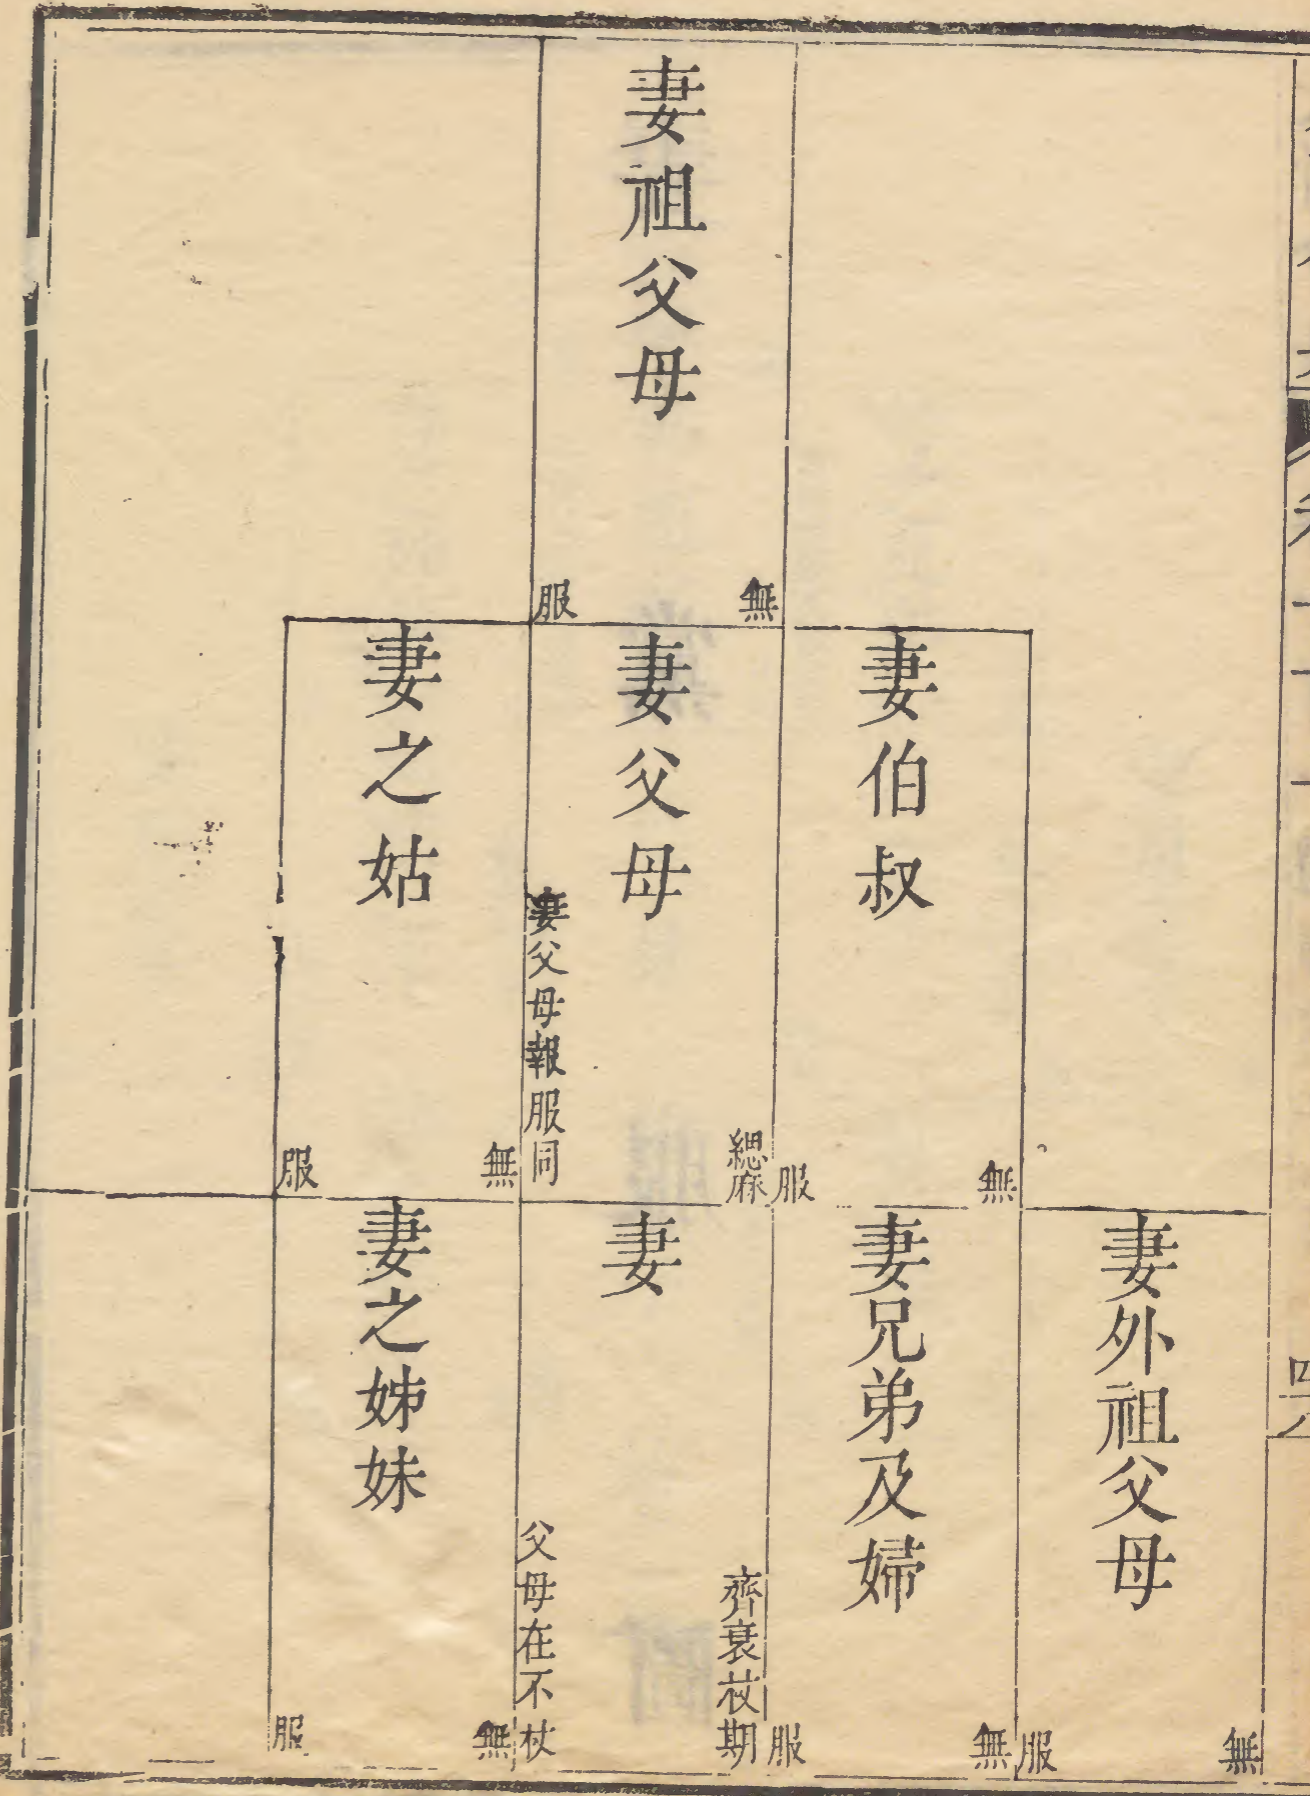 妻祖父母
無
服
妻伯叔
無
服
妻父母
緦麻
妻父母報服同
妻之姑
無
服
妻外祖父母
無
服
妻兄弟及婦
無
服
妻
齊衰杖期
父母在不杖
妻之姊妹
無
服